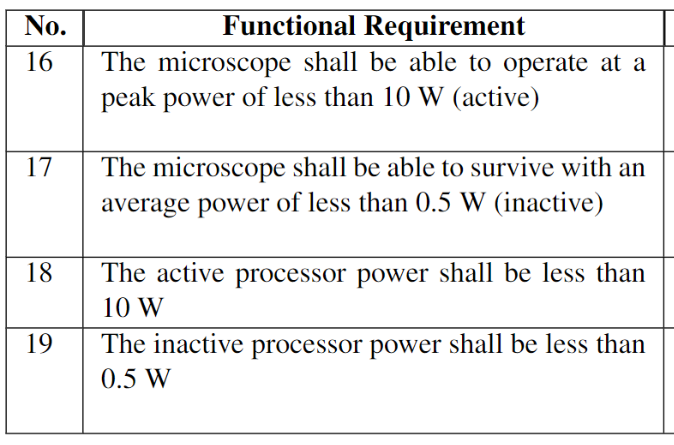 No. Functional Requirement
16 The microscope shall be able to operate at a
peak power of less than 10 W (active)
17 The microscope shall be able to survive with an
average power of less than 0.5 W (inactive)
18 The active processor power shall be less than
10 W
19 The inactive processor power shall be less than
0.5 W